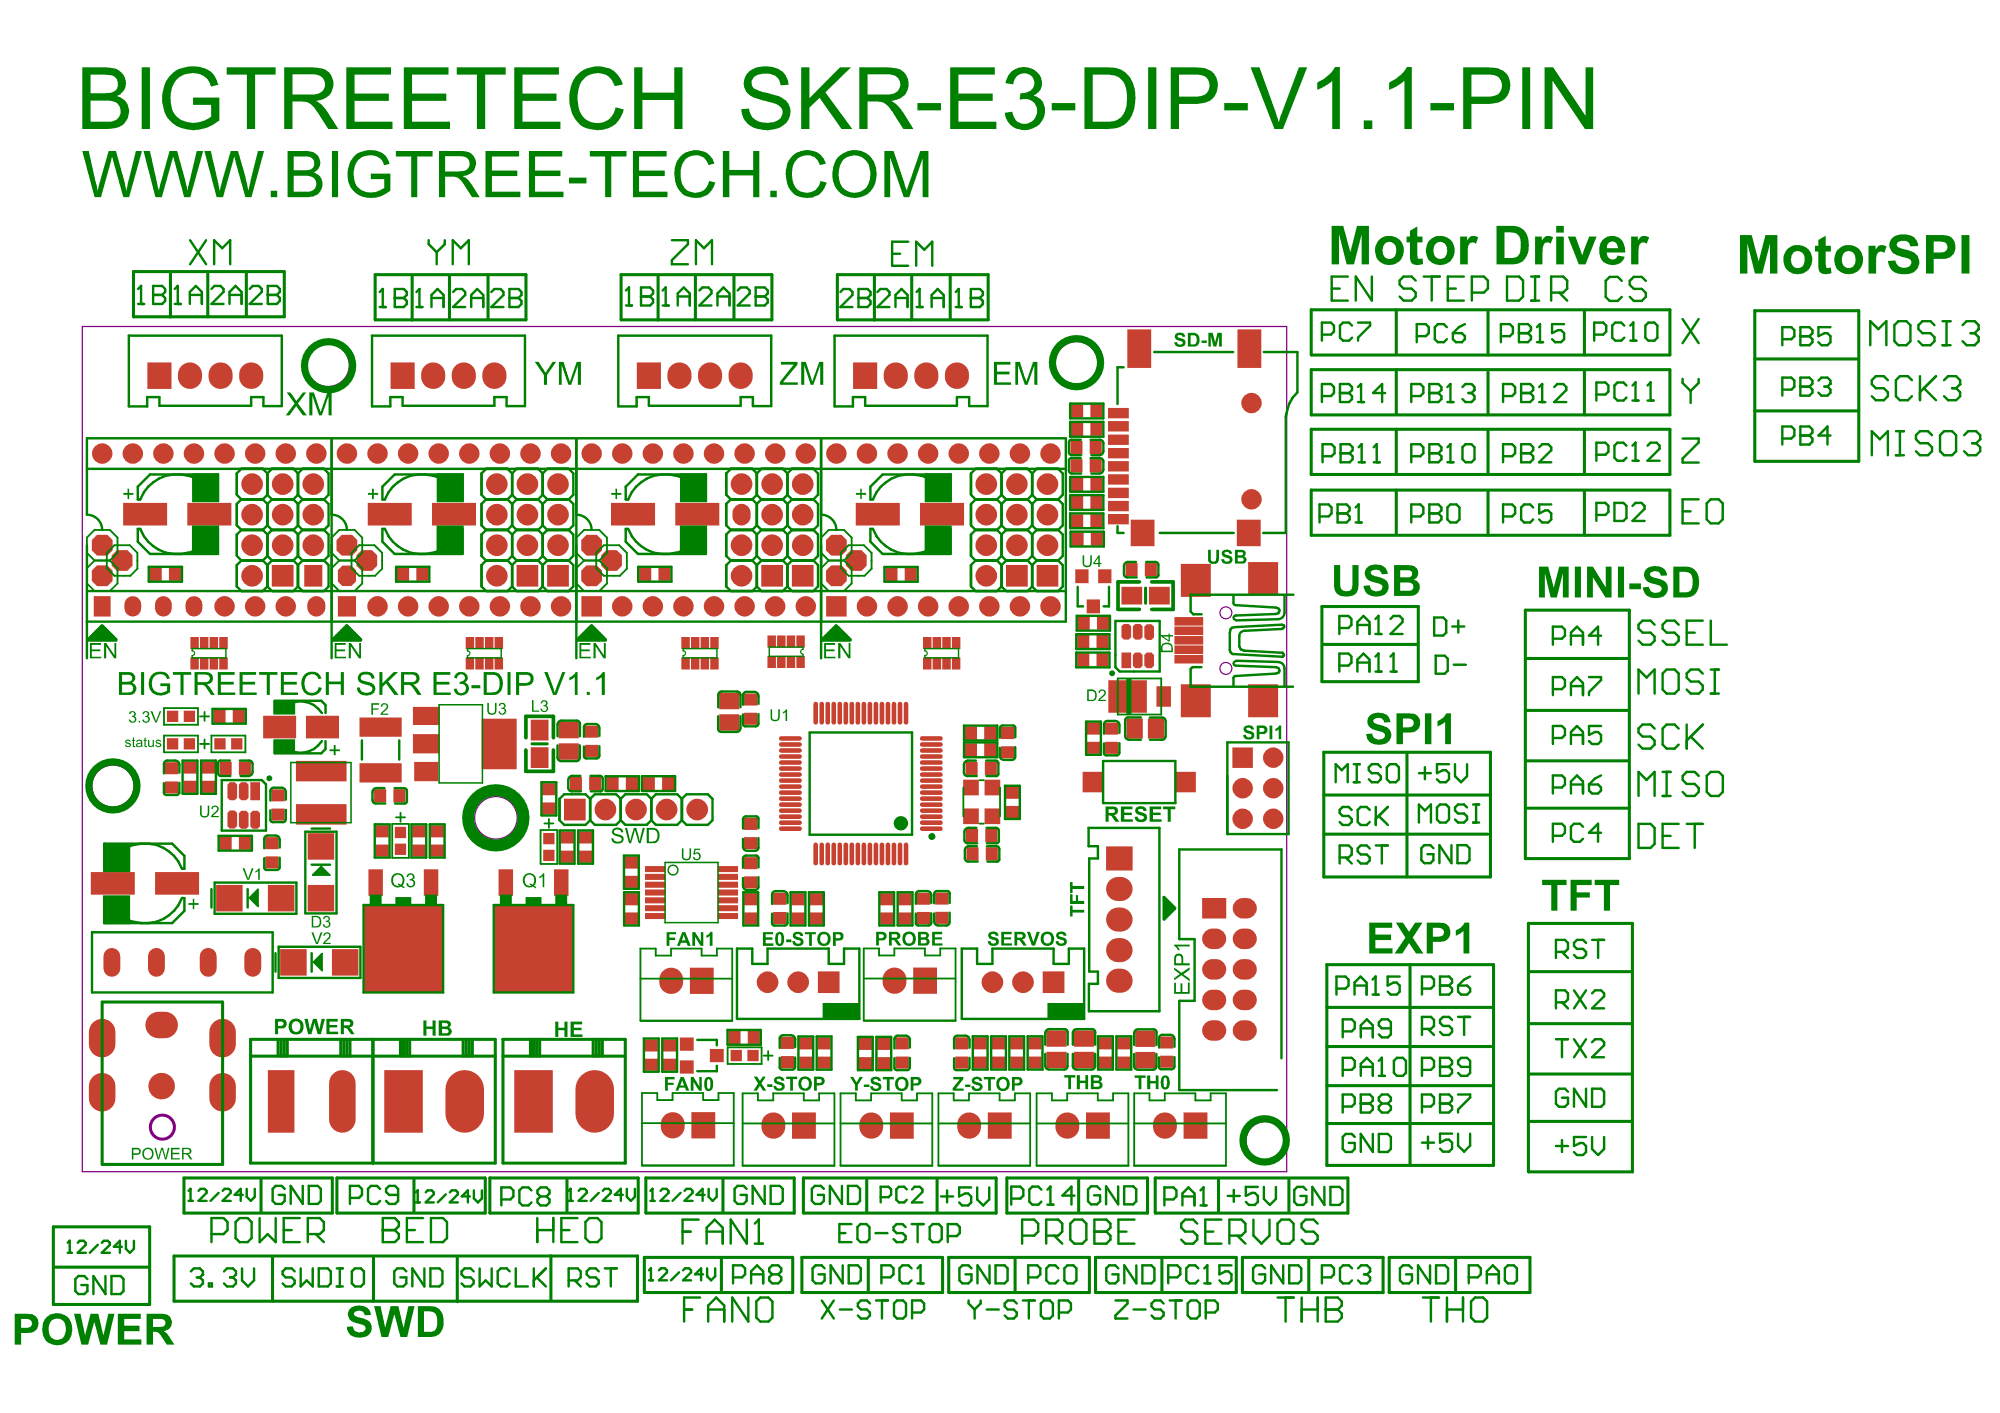 BIGTREETECH SKR-E3-DIP-V1.1-PIN
WWW.BIGTREE-TECH.COM
XM
1B 1A 2A 2B
YM
1B 1A 2A 2B
ZM
1B 1A 2A 2B
EM
2B 2A 1A 1B
Motor Driver
EN STEP DIR CS
PC7 PC6 PB15 PC10 X
PB14 PB13 PB12 PC11 Y
PB11 PB10 PB2 PC12 Z
PB1 PB0 PC5 PD2 E0
MotorSPI
PB5 MOSI3
PB3 SCK3
PB4 MISO3
XM
YM
ZM
EM
SD-M
+ + + +
EN EN EN EN
USB
U4
D4
D2
BIGTREETECH SKR E3-DIP V1.1
3.3V +
status +
+
F2
U3
L3
U1
U2
+
+
SWD
U5
V1
+
D3
V2
Q3
Q1
RESET
SPI1
TFT
EXP1
FAN1
E0-STOP
PROBE
SERVOS
POWER
HB
HE
+
FAN0
X-STOP
Y-STOP
Z-STOP
THB
TH0
POWER
USB
PA12 D+
PA11 D-
MINI-SD
PA4 SSEL
PA7 MOSI
PA5 SCK
PA6 MISO
PC4 DET
SPI1
MISO +5V
SCK MOSI
RST GND
EXP1
PA15 PB6
PA9 RST
PA10 PB9
PB8 PB7
GND +5V
TFT
RST
RX2
TX2
GND
+5V
12/24V GND
POWER
PC9 12/24V
BED
PC8 12/24V
HE0
12/24V GND
FAN1
GND PC2 +5V
E0-STOP
PC14 GND
PROBE
PA1 +5V GND
SERVOS
12/24V
GND
POWER
3.3V SWDIO GND SWCLK RST
SWD
12/24V PA8
FAN0
GND PC1
X-STOP
GND PC0
Y-STOP
GND PC15
Z-STOP
GND PC3
THB
GND PA0
TH0